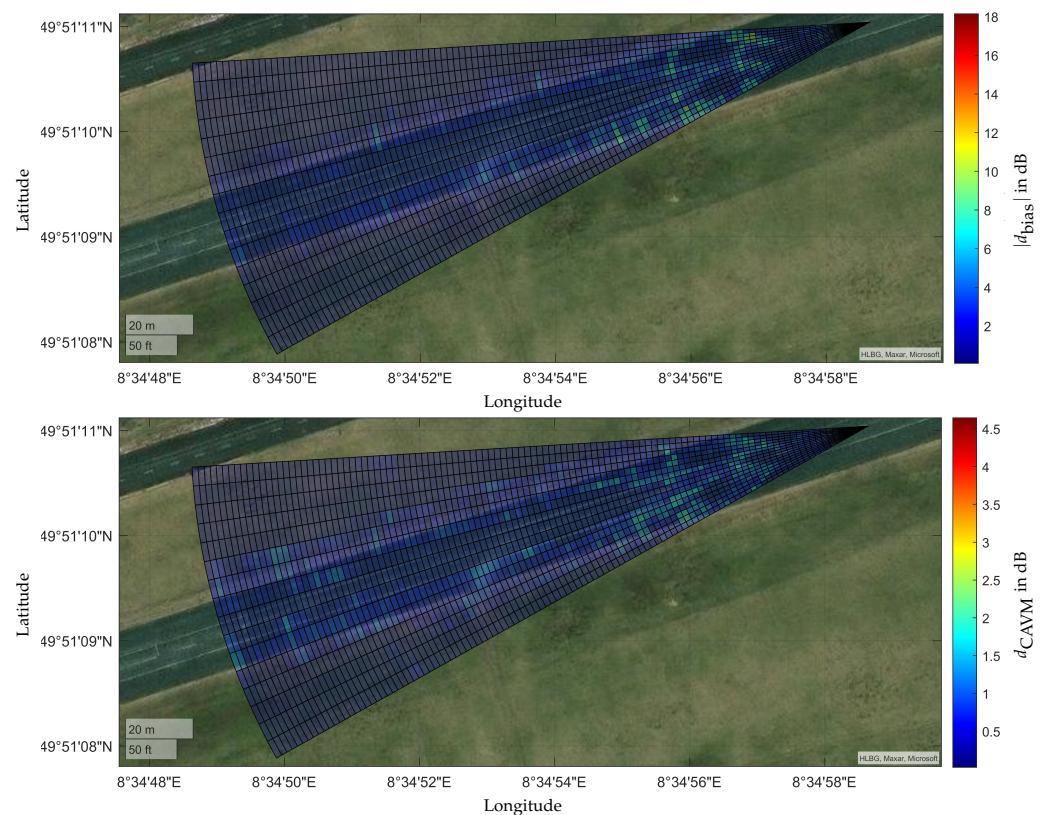 49°51'11"N
49°51'10"N
49°51'09"N
49°51'08"N
Latitude
20 m
50 ft
HLBG, Maxar, Microsoft
8°34'48"E 8°34'50"E 8°34'52"E 8°34'54"E 8°34'56"E 8°34'58"E
Longitude
18
16
14
12
10
8
6
4
2
|d_bias| in dB
49°51'11"N
49°51'10"N
49°51'09"N
49°51'08"N
Latitude
20 m
50 ft
HLBG, Maxar, Microsoft
8°34'48"E 8°34'50"E 8°34'52"E 8°34'54"E 8°34'56"E 8°34'58"E
Longitude
4.5
4
3.5
3
2.5
2
1.5
1
0.5
d_CAVM in dB